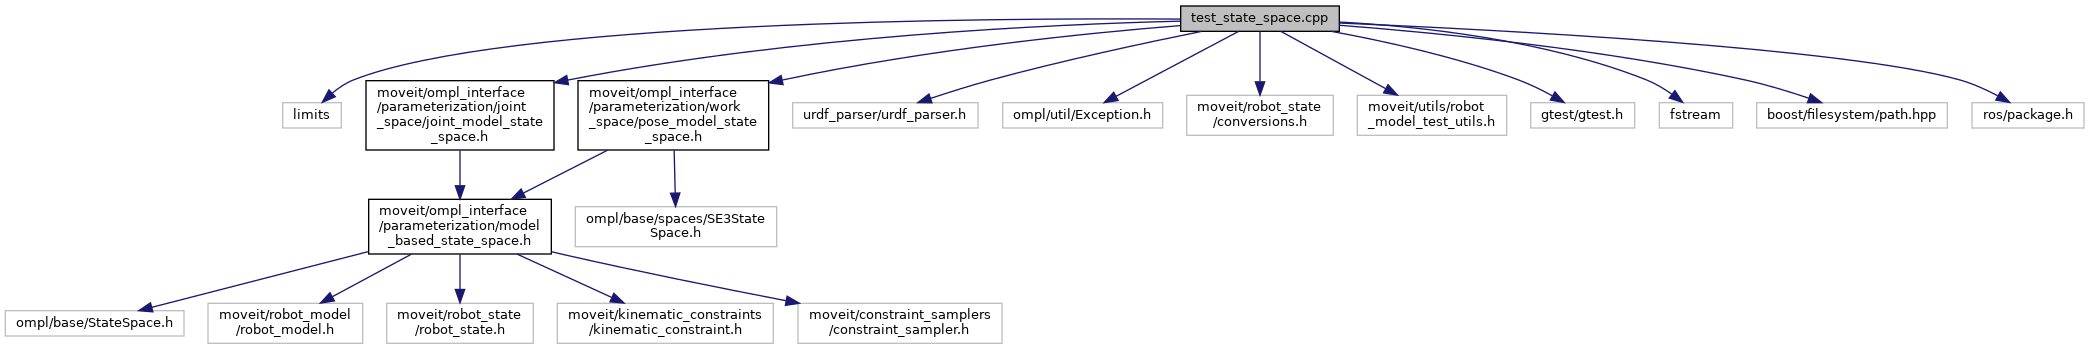 test_state_space.cpp
limits
moveit/ompl_interface
/parameterization/joint
_space/joint_model_state
_space.h
moveit/ompl_interface
/parameterization/work
_space/pose_model_state
_space.h
urdf_parser/urdf_parser.h
ompl/util/Exception.h
moveit/robot_state
/conversions.h
moveit/utils/robot
_model_test_utils.h
gtest/gtest.h
fstream
boost/filesystem/path.hpp
ros/package.h
moveit/ompl_interface
/parameterization/model
_based_state_space.h
ompl/base/spaces/SE3State
Space.h
ompl/base/StateSpace.h
moveit/robot_model
/robot_model.h
moveit/robot_state
/robot_state.h
moveit/kinematic_constraints
/kinematic_constraint.h
moveit/constraint_samplers
/constraint_sampler.h